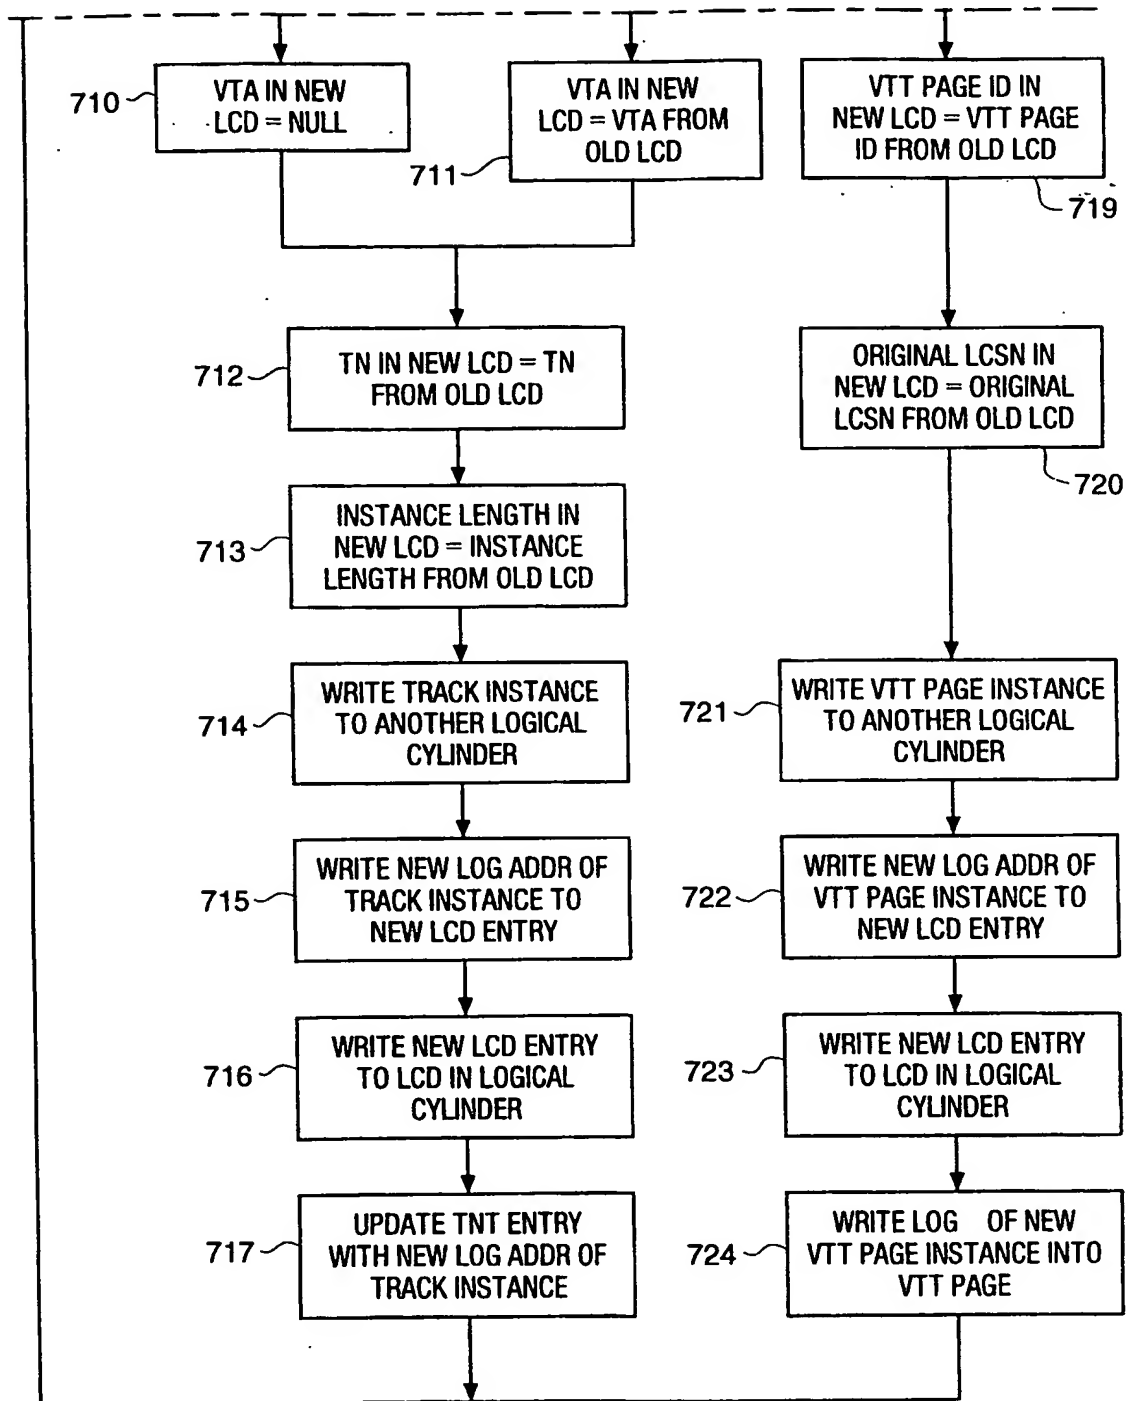 710
VTA IN NEW
LCD = NULL
VTA IN NEW
LCD = VTA FROM
OLD LCD
711
VTT PAGE ID IN
NEW LCD = VTT PAGE
ID FROM OLD LCD
719
712
TN IN NEW LCD = TN
FROM OLD LCD
ORIGINAL LCSN IN
NEW LCD = ORIGINAL
LCSN FROM OLD LCD
720
713
INSTANCE LENGTH IN
NEW LCD = INSTANCE
LENGTH FROM OLD LCD
714
WRITE TRACK INSTANCE
TO ANOTHER LOGICAL
CYLINDER
721
WRITE VTT PAGE INSTANCE
TO ANOTHER LOGICAL
CYLINDER
715
WRITE NEW LOG ADDR OF
TRACK INSTANCE TO
NEW LCD ENTRY
722
WRITE NEW LOG ADDR OF
VTT PAGE INSTANCE TO
NEW LCD ENTRY
716
WRITE NEW LCD ENTRY
TO LCD IN LOGICAL
CYLINDER
723
WRITE NEW LCD ENTRY
TO LCD IN LOGICAL
CYLINDER
717
UPDATE TNT ENTRY
WITH NEW LOG ADDR OF
TRACK INSTANCE
724
WRITE LOG OF NEW
VTT PAGE INSTANCE INTO
VTT PAGE